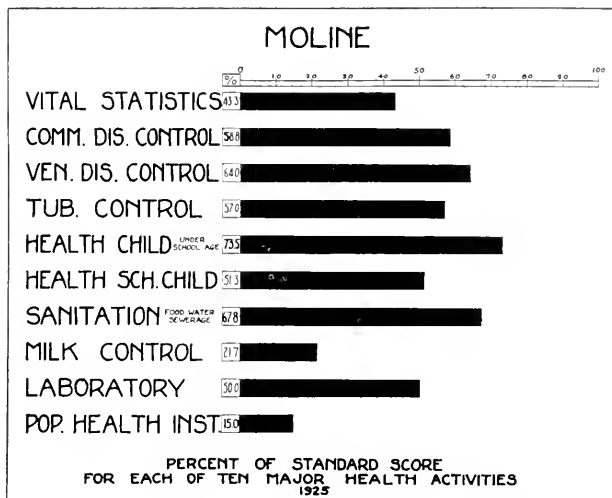 MOLINE
0 10 20 30 40 50 60 70 80 90 100
%
VITAL STATISTICS 43.3
COMM. DIS. CONTROL 58.8
VEN. DIS. CONTROL 64.0
TUB. CONTROL 57.0
HEALTH CHILD UNDER SCHOOL AGE 73.5
HEALTH SCH. CHILD 51.3
SANITATION FOOD WATER SEWERAGE 67.8
MILK CONTROL 21.7
LABORATORY 50.0
POP. HEALTH INST. 15.0
PERCENT OF STANDARD SCORE
FOR EACH OF TEN MAJOR HEALTH ACTIVITIES
1925